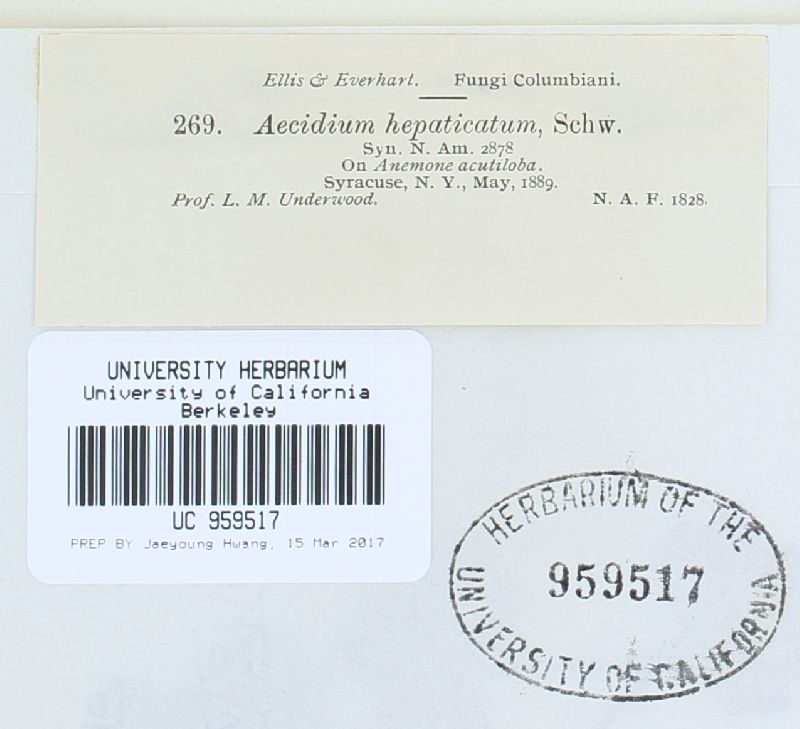 Ellis & Everhart. Fungi Columbiani.
269. Aecidium hepaticatum, Schw.
Syn. N. Am. 2878
On Anemone acutiloba.
Syracuse, N. Y., May, 1889.
Prof. L. M. Underwood. N. A. F. 1828.
UNIVERSITY HERBARIUM
University of California
Berkeley
UC 959517
PREP BY Jaeyoung Hwang, 15 Mar 2017
HERBARIUM OF THE
959517
UNIVERSITY OF CALIFORNIA